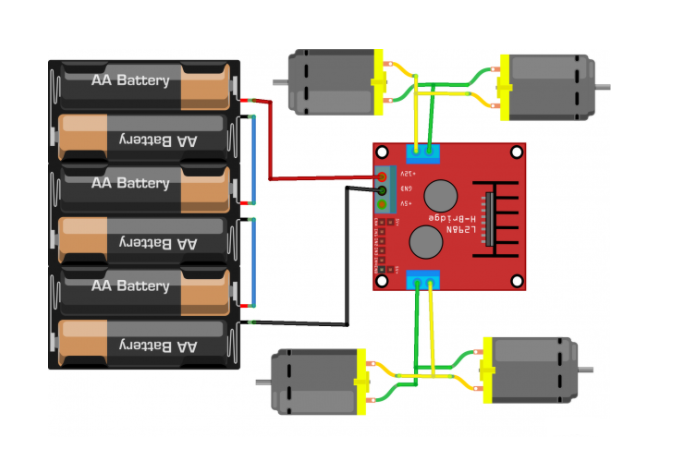 AA Battery
AA Battery
AA Battery
AA Battery
AA Battery
AA Battery
+12V
GND
+5V
L298N
H-Bridge